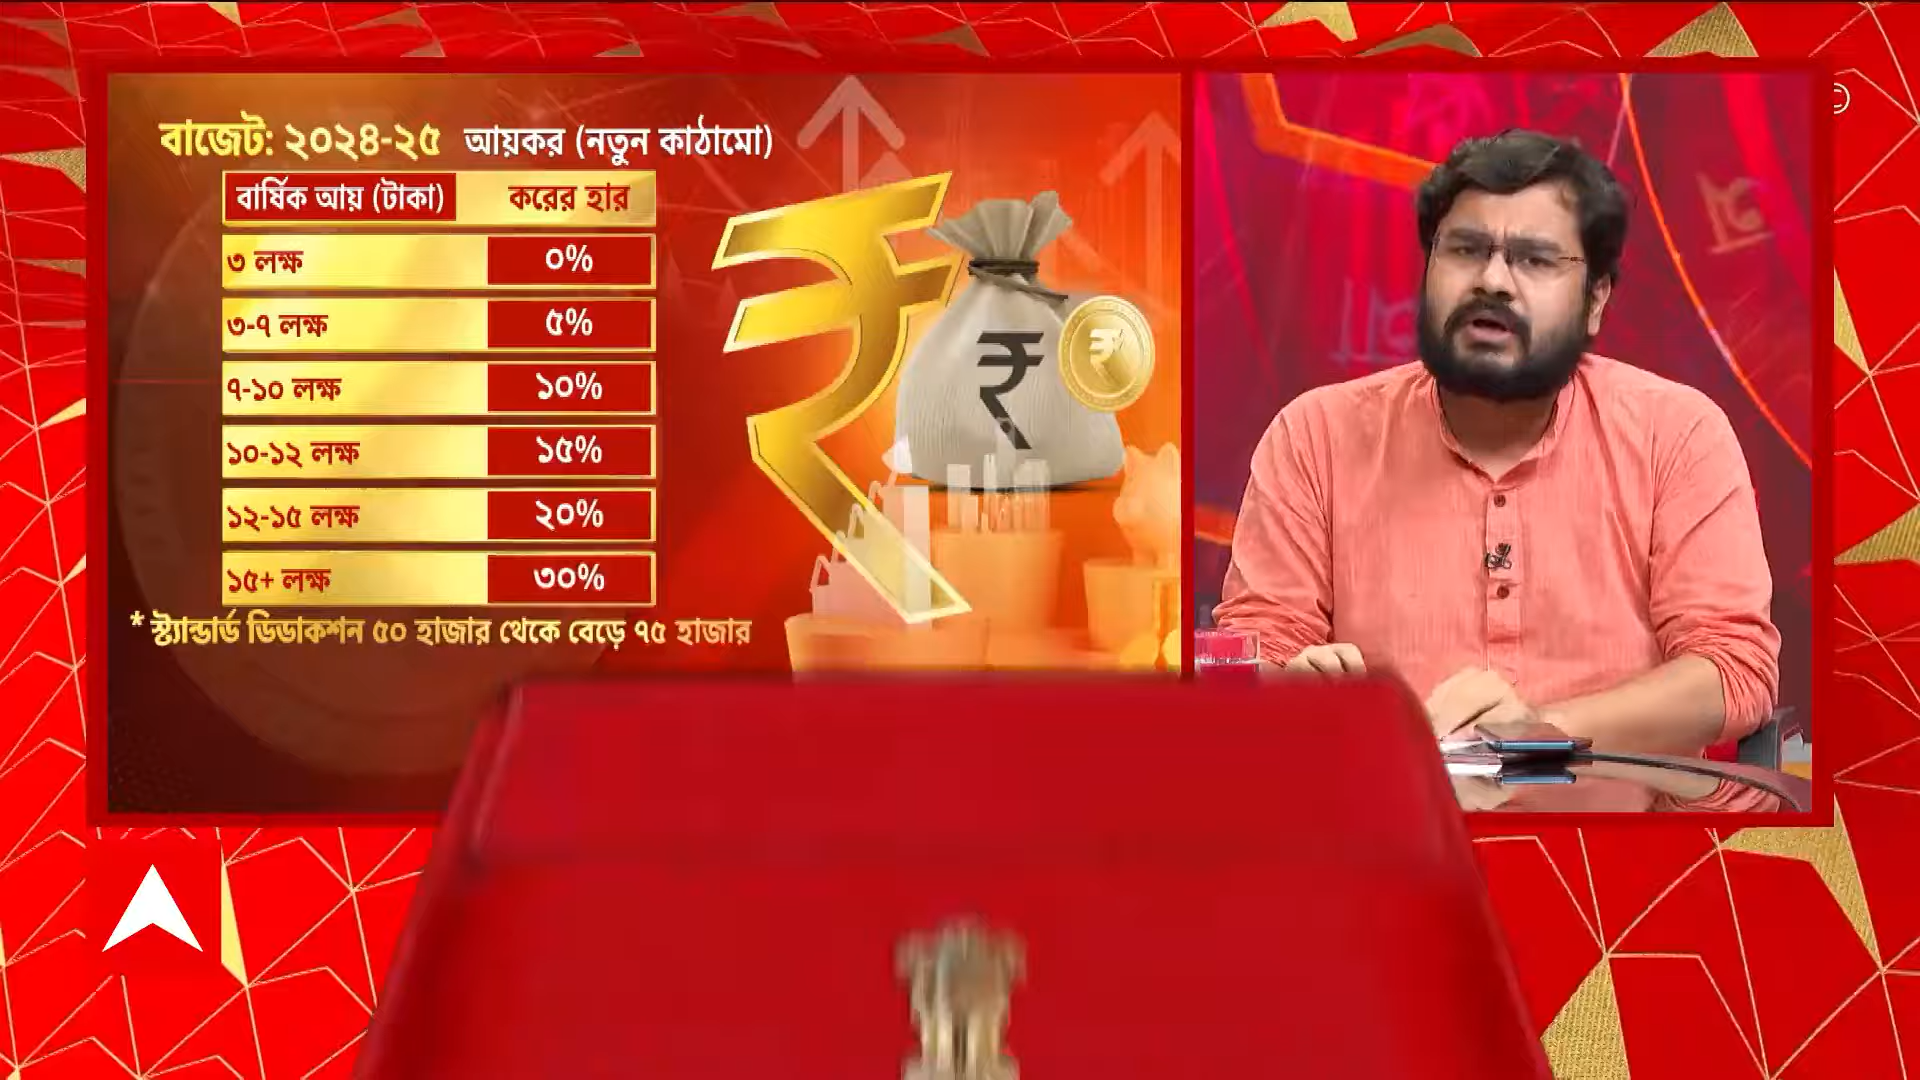 বাজেট: ২০২৪-২৫ আয়কর (নতুন কাঠামো)
বার্ষিক আয় (টাকা) করের হার
৩ লক্ষ ০%
৩-৭ লক্ষ ৫%
৭-১০ লক্ষ ১০%
১০-১২ লক্ষ ১৫%
১২-১৫ লক্ষ ২০%
১৫+ লক্ষ ৩০%
* স্ট্যান্ডার্ড ডিডাকশন ৫০ হাজার থেকে বেড়ে ৭৫ হাজার